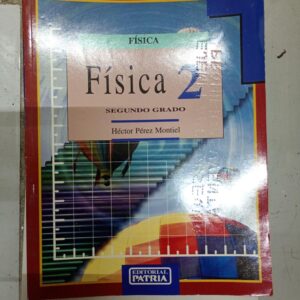 FÍSICA
Física 2
SEGUNDO GRADO
Héctor Pérez Montiel
EDITORIAL
PATRIA